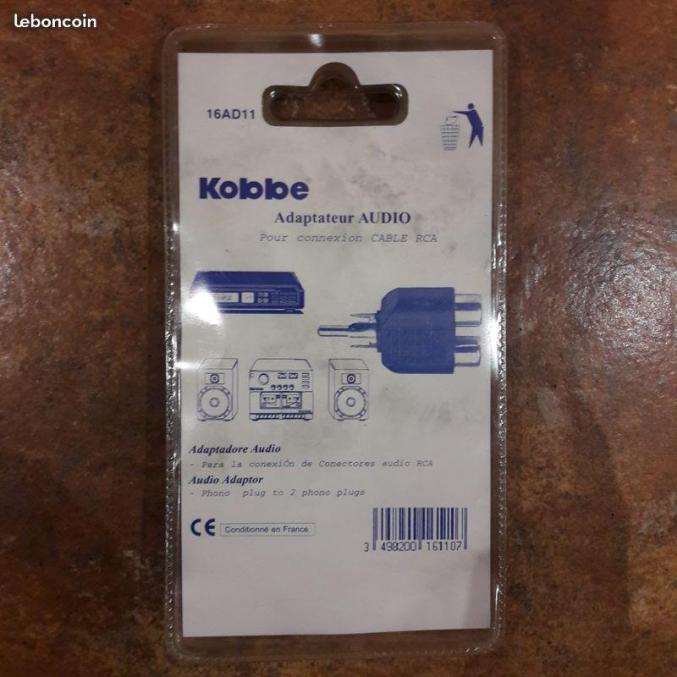 leboncoin
16AD11
Kobbe
Adaptateur AUDIO
Pour connexion CABLE RCA
Adaptadore Audio
- Para la conexiÓn de Conectores audio RCA
Audio Adaptor
- Phono plug to 2 phono plugs
CE Conditionné en France
3 498200 161107